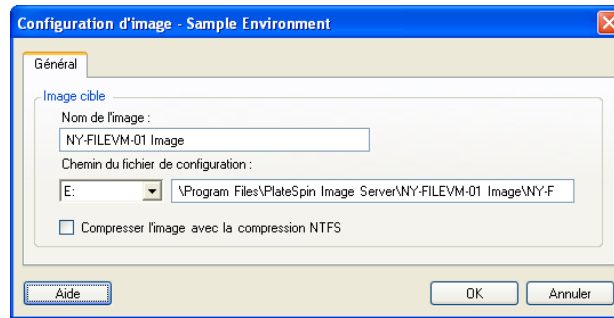 Configuration d'image - Sample Environment
Général
Image cible
Nom de l'image :
NY-FILEVM-01 Image
Chemin du fichier de configuration :
E: \Program Files\PlateSpin Image Server\NY-FILEVM-01 Image\NY-F
Compresser l'image avec la compression NTFS
Aide OK Annuler